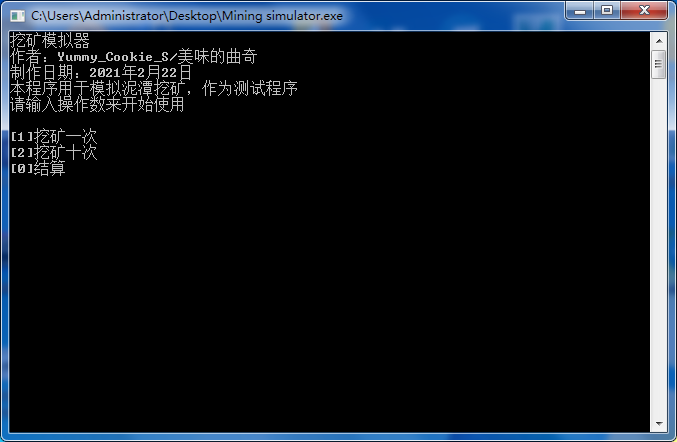 C:\Users\Administrator\Desktop\Mining simulator.exe
挖矿模拟器
作者：Yummy_Cookie_S/美味的曲奇
制作日期：2021年2月22日
本程序用于模拟泥潭挖矿，作为测试程序
请输入操作数来开始使用
[1]挖矿一次
[2]挖矿十次
[0]结算